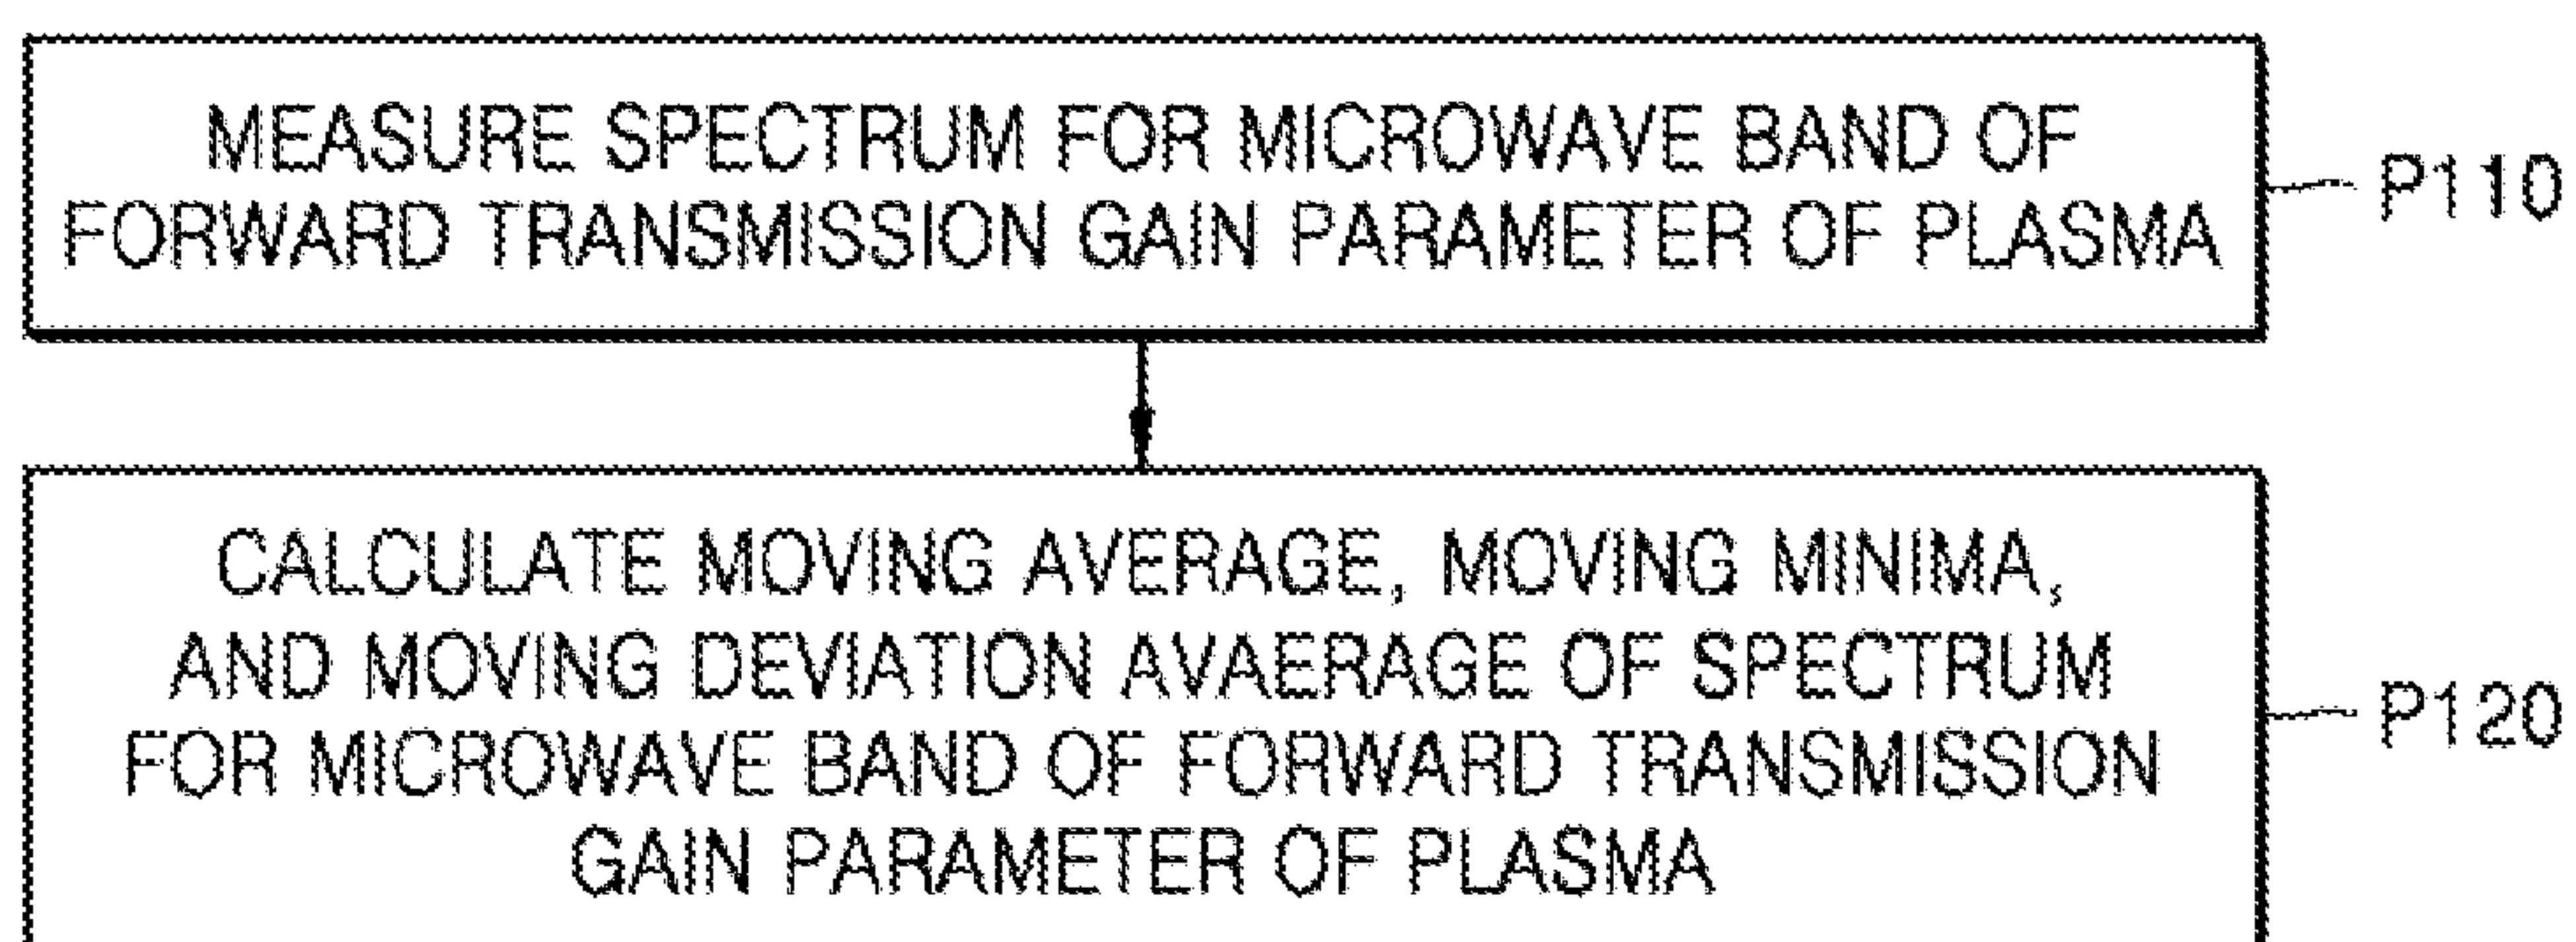 MEASURE SPECTRUM FOR MICROWAVE BAND OF
FORWARD TRANSMISSION GAIN PARAMETER OF PLASMA
P110
CALCULATE MOVING AVERAGE, MOVING MINIMA,
AND MOVING DEVIATION AVAERAGE OF SPECTRUM
FOR MICROWAVE BAND OF FORWARD TRANSMISSION
GAIN PARAMETER OF PLASMA
P120